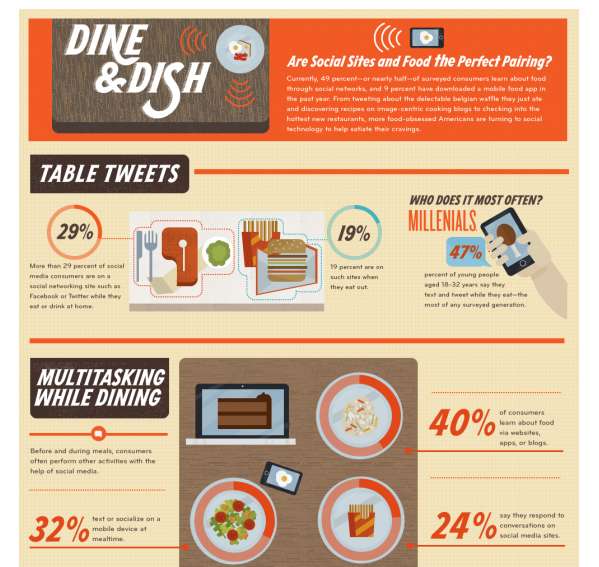 DINE
& DISH
Are Social Sites and Food the Perfect Pairing?
Currently, 49 percent—or nearly half—of surveyed consumers learn about food
through social networks, and 9 percent have downloaded a mobile food app in
the past year. From tweeting about the delectable belgian waffle they just ate
and discovering recipes on image-centric cooking blogs to checking into the
hottest new restaurants, more food-obsessed Americans are turning to social
technology to help satiate their cravings.
TABLE TWEETS
29%
More than 29 percent of social
media consumers are on a
social networking site such as
Facebook or Twitter while they
eat or drink at home.
19%
19 percent are on
such sites when
they eat out.
WHO DOES IT MOST OFTEN?
MILLENIALS
47%
percent of young people
aged 18-32 years say they
text and tweet while they eat—the
most of any surveyed generation.
MULTITASKING
WHILE DINING
Before and during meals, consumers
often perform other activities with the
help of social media.
32%
text or socialize on a
mobile device at
mealtime.
40%
of consumers
learn about food
via websites,
apps, or blogs.
24%
say they respond to
conversations on
social media sites.